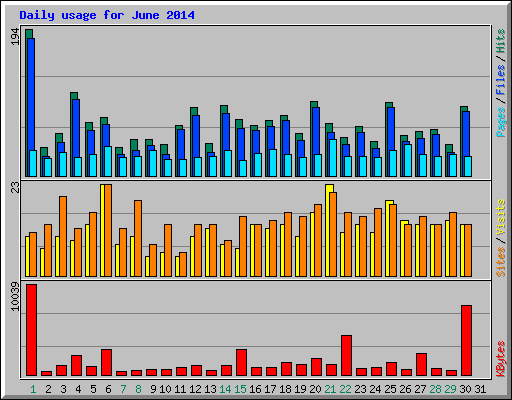 Daily usage for June 2014
194
Pages / Files / Hits
23
Sites / Visits
10039
KBytes
1 2 3 4 5 6 7 8 9 10 11 12 13 14 15 16 17 18 19 20 21 22 23 24 25 26 27 28 29 30 31